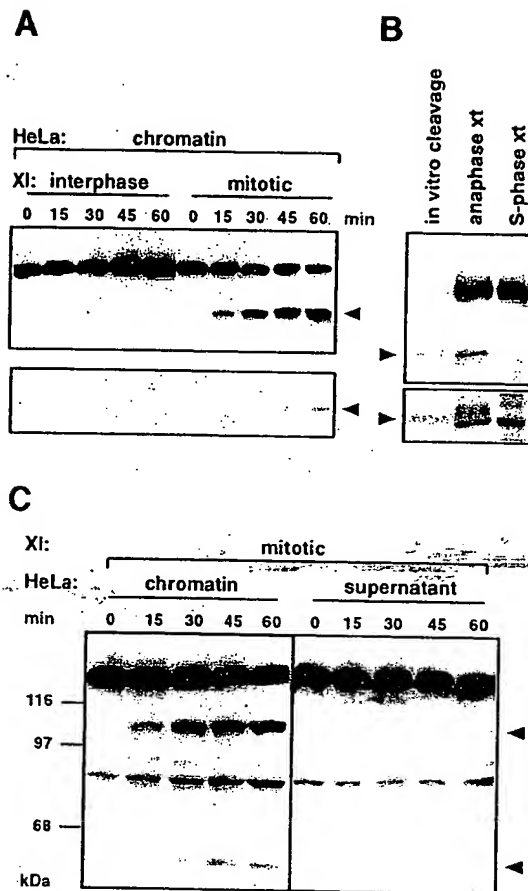 A
HeLa: chromatin
Xl: interphase mitotic
0 15 30 45 60 0 15 30 45 60 min
B
in vitro cleavage
anaphase xt
S-phase xt
C
Xl: mitotic
HeLa: chromatin supernatant
min 0 15 30 45 60 0 15 30 45 60
116
97
68
kDa